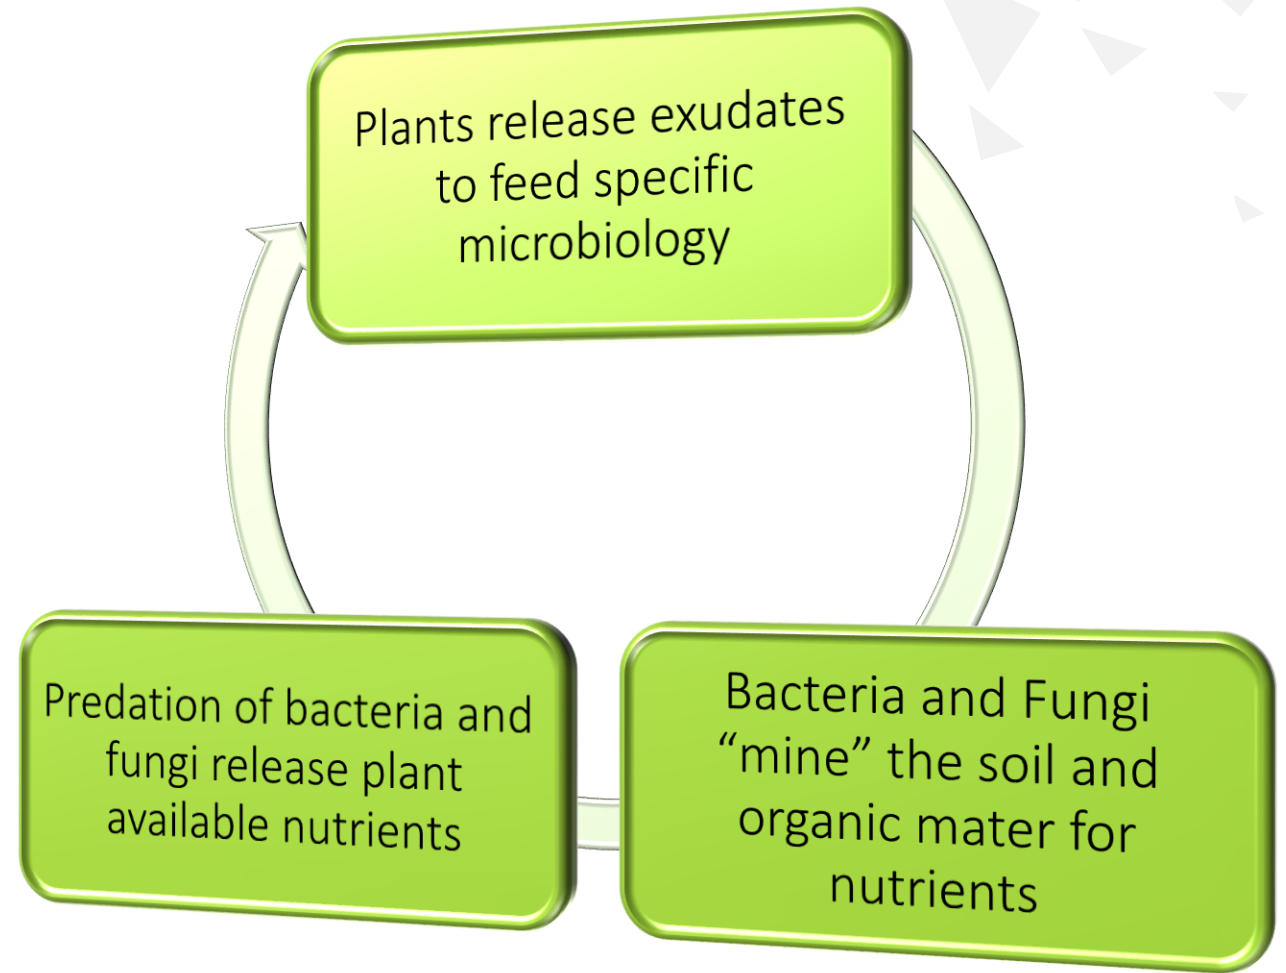 Plants release exudates
to feed specific
microbiology
Bacteria and Fungi
“mine” the soil and
organic mater for
nutrients
Predation of bacteria and
fungi release plant
available nutrients